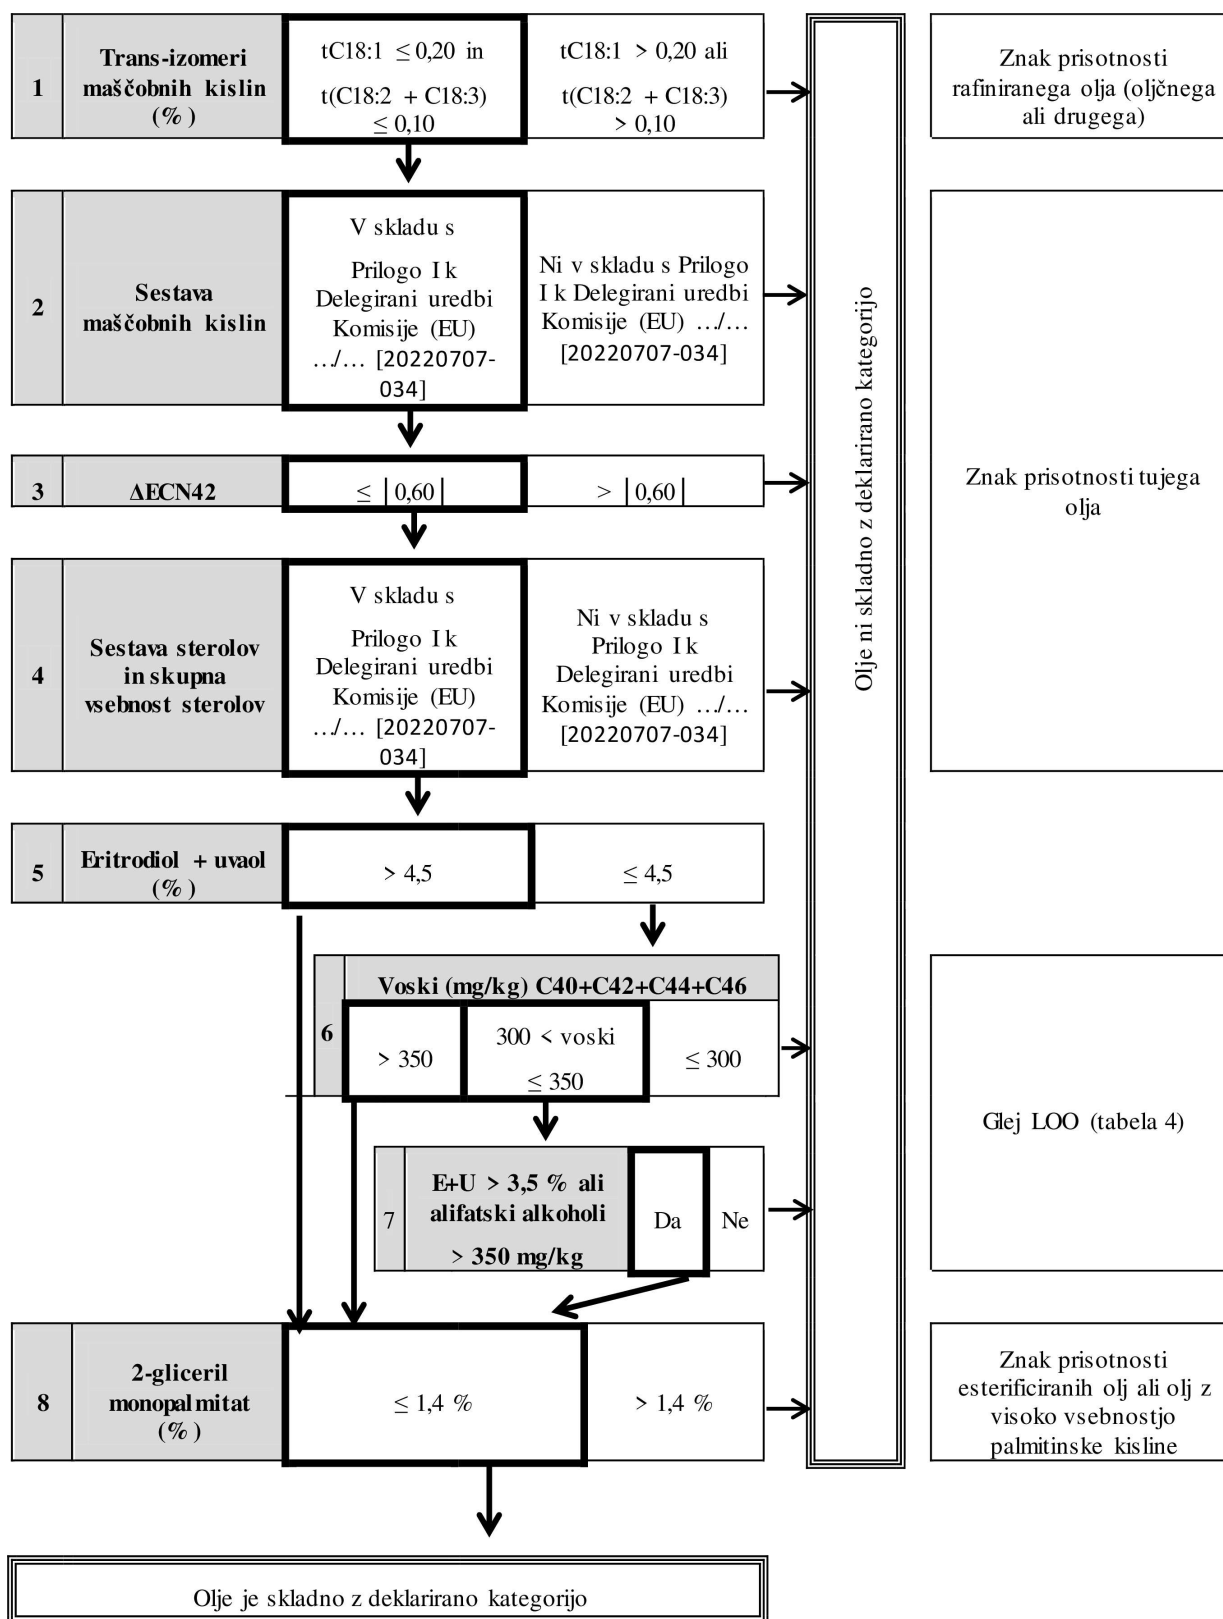 1
Trans-izomeri
maščobnih kislin
(%)
tC18:1 ≤ 0,20 in
t(C18:2 + C18:3)
≤ 0,10
tC18:1 > 0,20 ali
t(C18:2 + C18:3)
> 0,10
Znak prisotnosti
rafiniranega olja (oljčnega
ali drugega)
2
Sestava
maščobnih kislin
V skladu s
Prilogo I k
Delegirani uredbi
Komisije (EU)
…/… [20220707-
034]
Ni v skladu s Prilogo
I k Delegirani uredbi
Komisije (EU) …/…
[20220707-034]
Olje ni skladno z deklarirano kategorijo
Znak prisotnosti tujega
olja
3
ΔECN42
≤ |0,60|
> |0,60|
4
Sestava sterolov
in skupna
vsebnost sterolov
V skladu s
Prilogo I k
Delegirani uredbi
Komisije (EU)
…/… [20220707-
034]
Ni v skladu s
Prilogo I k
Delegirani uredbi
Komisije (EU) …/…
[20220707-034]
5
Eritrodiol + uvaol
(%)
> 4,5
≤ 4,5
6
Voski (mg/kg) C40+C42+C44+C46
> 350
300 < voski
≤ 350
≤ 300
Glej LOO (tabela 4)
7
E+U > 3,5 % ali
alifatski alkoholi
> 350 mg/kg
Da
Ne
8
2-gliceril
monopalmitat
(%)
≤ 1,4 %
> 1,4 %
Znak prisotnosti
esterificiranih olj ali olj z
visoko vsebnostjo
palmitinske kisline
Olje je skladno z deklarirano kategorijo